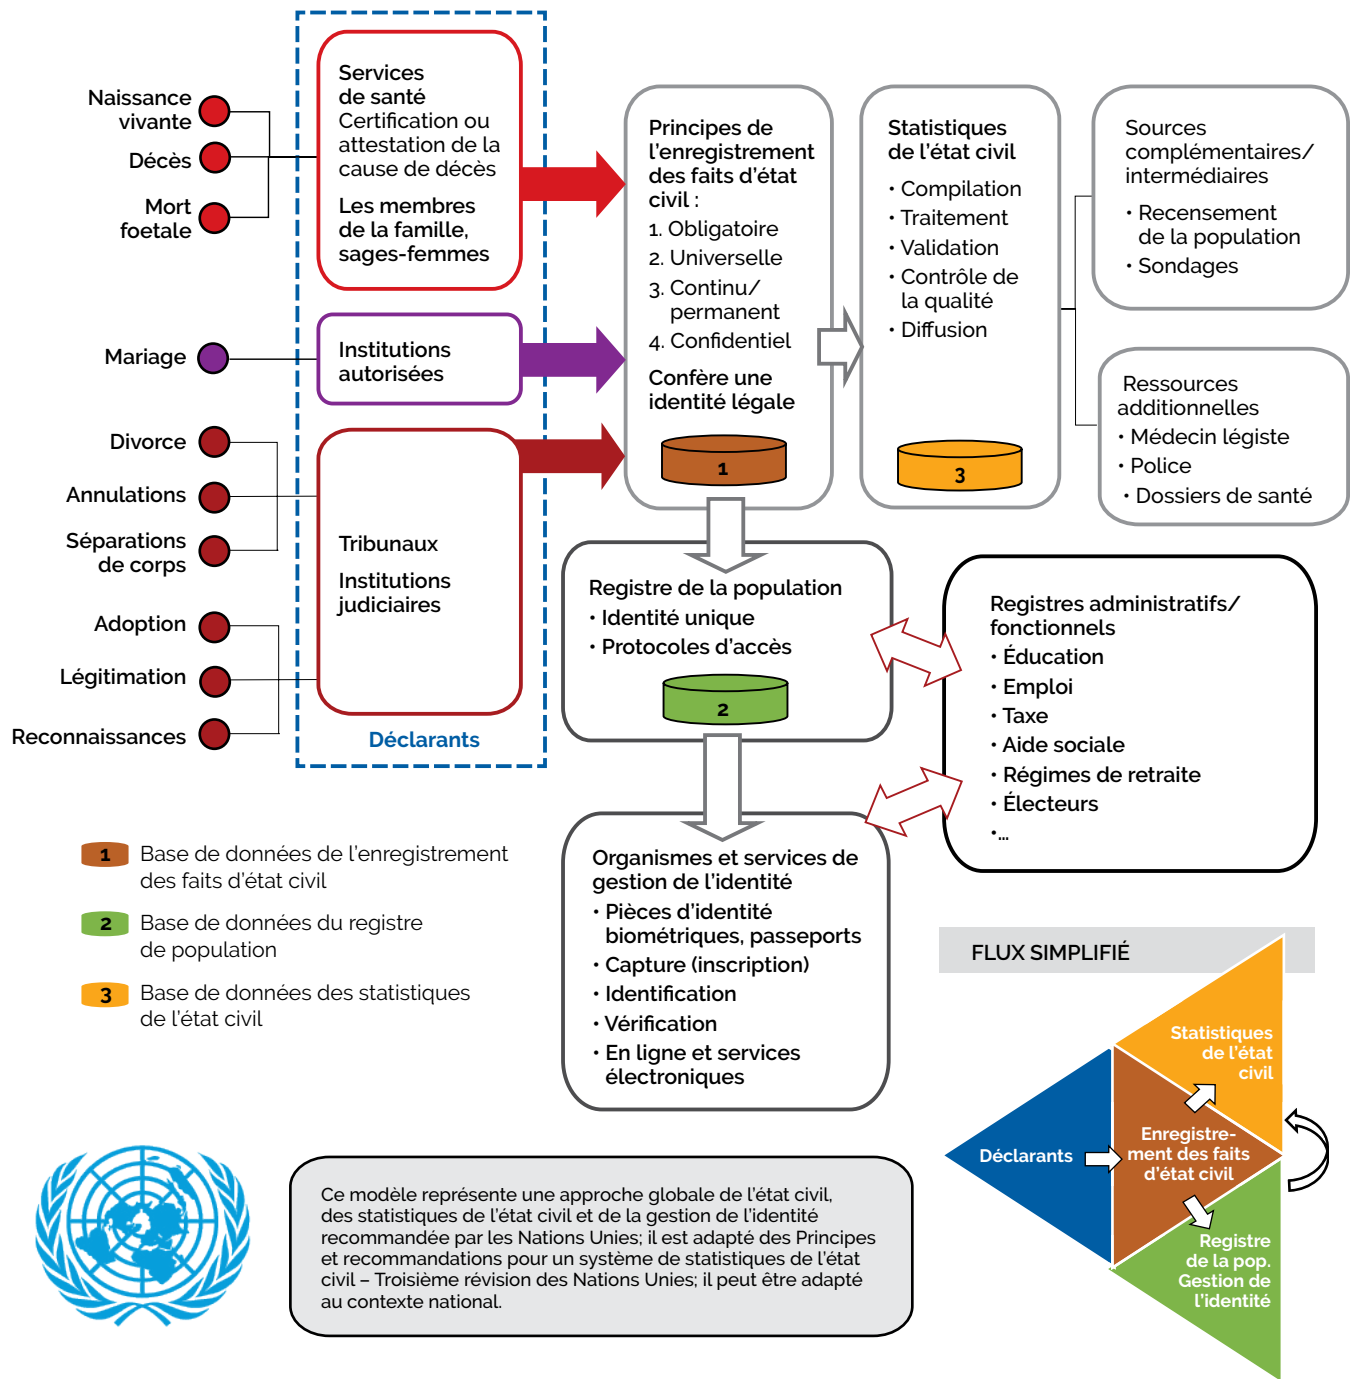 Naissance
vivante
Décès
Mort
foetale
Mariage
Divorce
Annulations
Séparations
de corps
Adoption
Légitimation
Reconnaissances
Services
de santé
Certification ou
attestation de la
cause de décès
Les membres
de la famille,
sages-femmes
Institutions
autorisées
Tribunaux
Institutions
judiciaires
Déclarants
Principes de
l'enregistrement
des faits d'état
civil :
1. Obligatoire
2. Universelle
3. Continu/
permanent
4. Confidentiel
Confère une
identité légale
1
Statistiques
de l'état civil
• Compilation
• Traitement
• Validation
• Contrôle de
la qualité
• Diffusion
3
Sources
complémentaires/
intermédiaires
• Recensement
de la population
• Sondages
Ressources
additionnelles
• Médecin légiste
• Police
• Dossiers de santé
Registre de la population
• Identité unique
• Protocoles d'accès
2
Registres administratifs/
fonctionnels
• Éducation
• Emploi
• Taxe
• Aide sociale
• Régimes de retraite
• Électeurs
•...
Organismes et services de
gestion de l'identité
• Pièces d'identité
biométriques, passeports
• Capture (inscription)
• Identification
• Vérification
• En ligne et services
électroniques
1 Base de données de l'enregistrement
des faits d'état civil
2 Base de données du registre
de population
3 Base de données des statistiques
de l'état civil
FLUX SIMPLIFIÉ
Statistiques
de l'état
civil
Déclarants
Enregistre-
ment des faits
d'état civil
Registre
de la pop.
Gestion de
l'identité
Ce modèle représente une approche globale de l'état civil,
des statistiques de l'état civil et de la gestion de l'identité
recommandée par les Nations Unies; il est adapté des Principes
et recommandations pour un système de statistiques de l'état
civil – Troisième révision des Nations Unies; il peut être adapté
au contexte national.